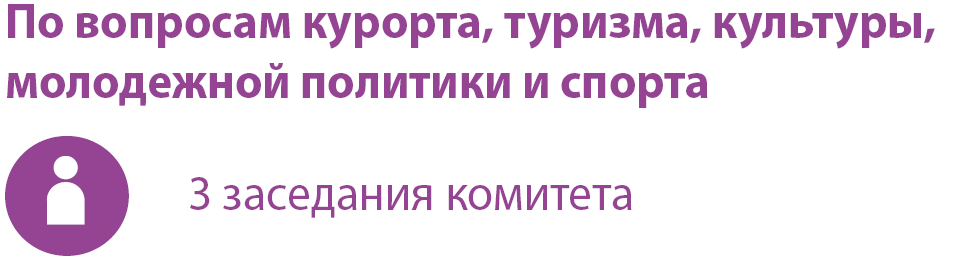 По вопросам курорта, туризма, культуры,
молодежной политики и спорта
3 заседания комитета